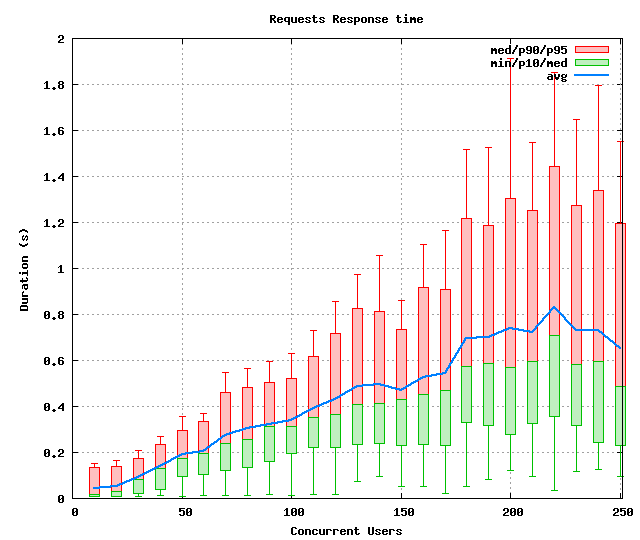 Requests Response time
2
med/p90/p95
min/p10/med
avg
1.8
1.6
1.4
1.2
1
0.8
0.6
0.4
0.2
0
Duration (s)
0 50 100 150 200 250
Concurrent Users